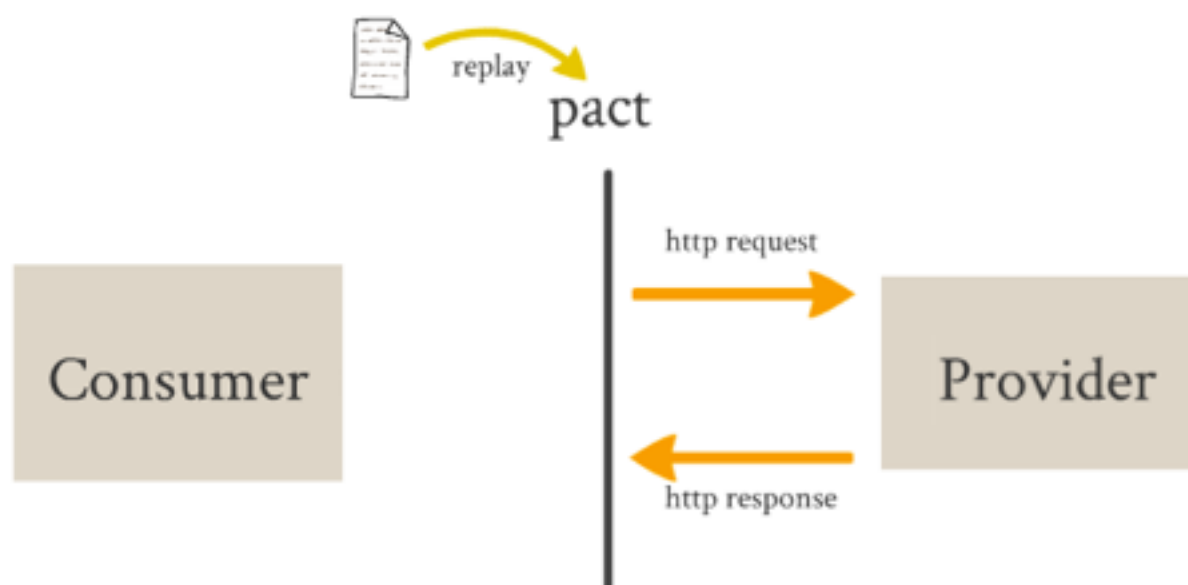 replay
pact
http request
Consumer
Provider
http response